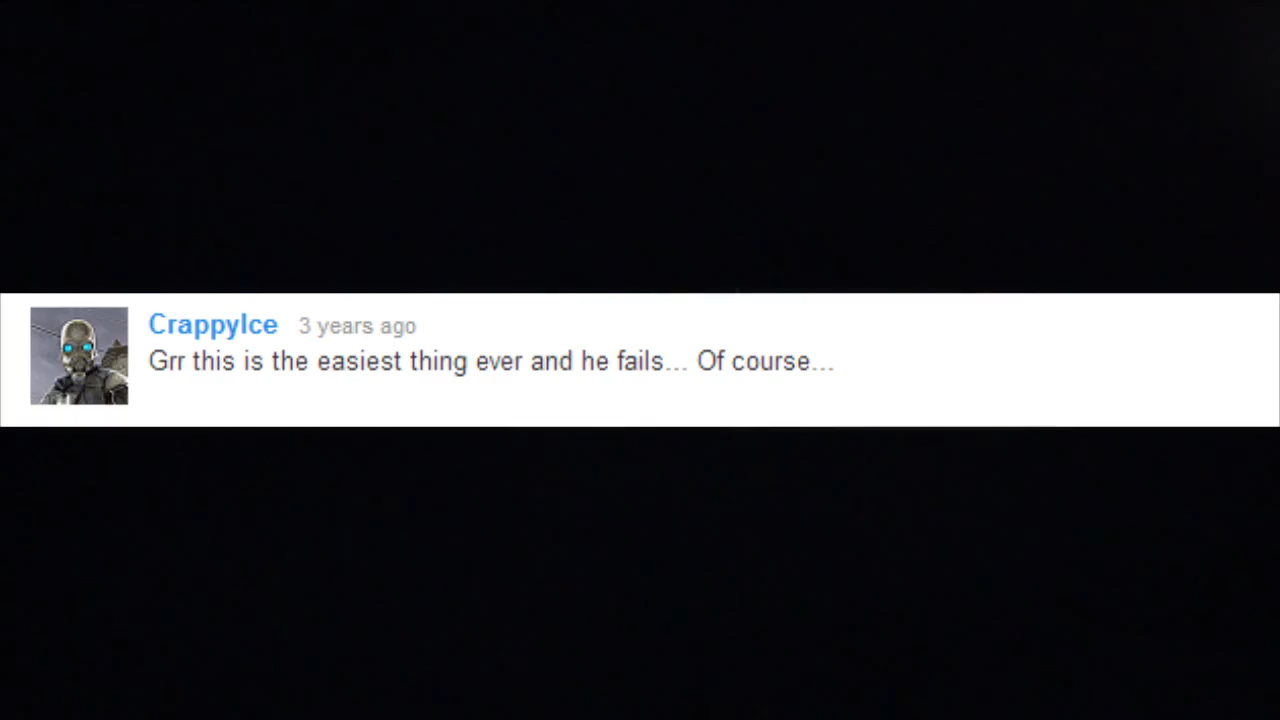 CrappyIce 3 years ago
Grr this is the easiest thing ever and he fails... Of course...